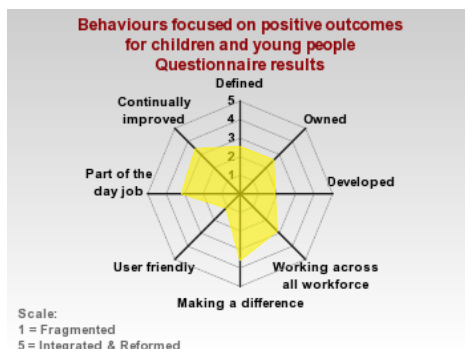 Behaviours focused on positive outcomes
for children and young people
Questionnaire results
Defined
Continually
improved
5
4
3
2
1
Owned
Part of the
day job
Developed
User friendly
Working across
all workforce
Making a difference
Scale:
1 = Fragmented
5 = Integrated & Reformed